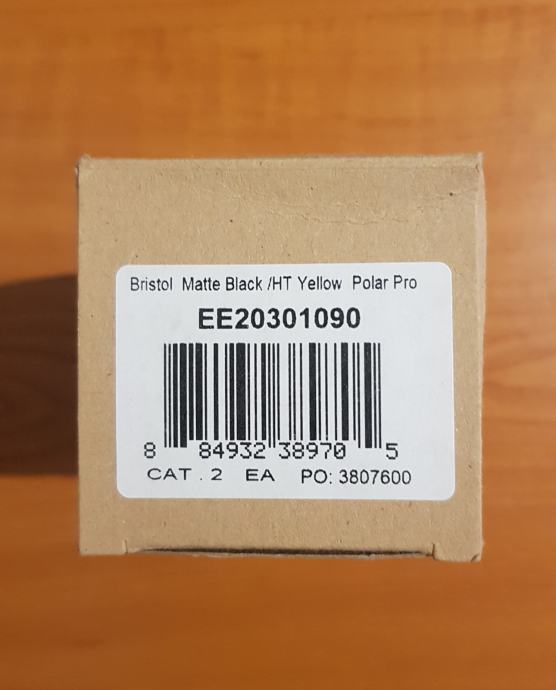 Bristol Matte Black /HT Yellow Polar Pro
EE20301090
8 84932 38970 5
CAT . 2 EA PO: 3807600